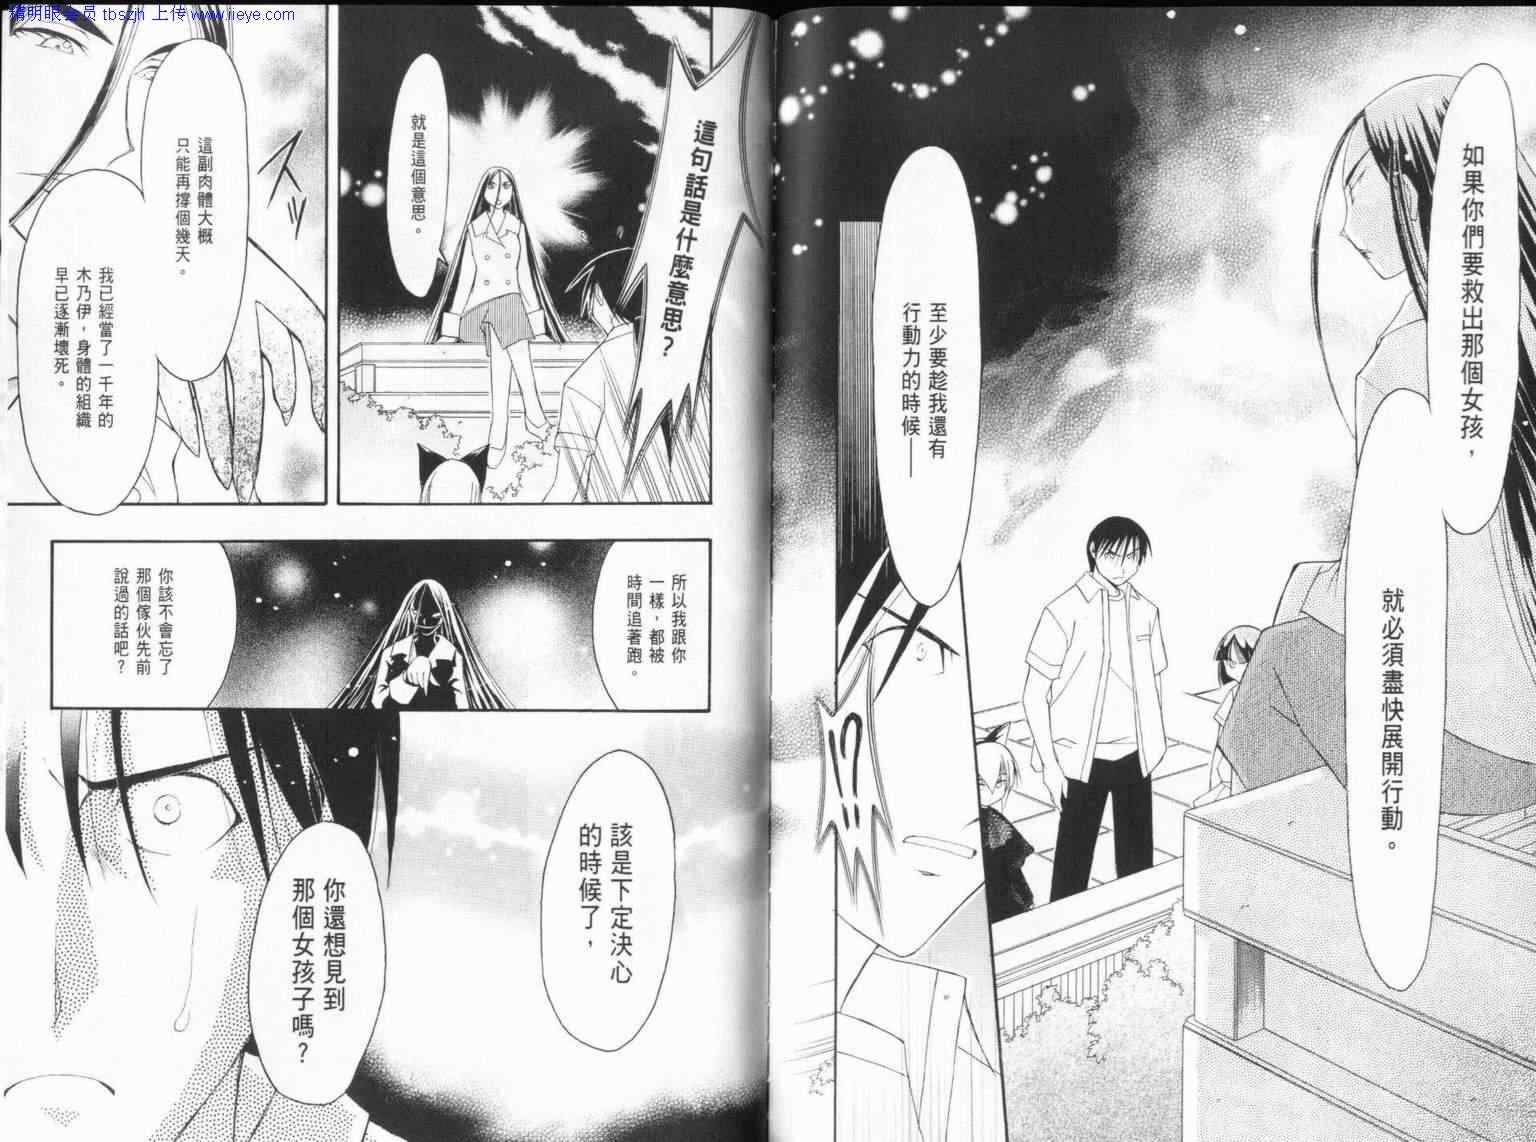 精明眼会员 tbszjh 上传 www.iieye.com
如果你們要救出那個女孩，
就必須盡快展開行動。
至少要趁我還有
行動力的時候——
!?
這句話是什麼意思？
就是這個意思。
這副肉體大概
只能再撐個幾天。
我已經當了一千年的
木乃伊，身體的組織
早已逐漸壞死。
所以我跟你
一樣，都被
時間追著跑。
你該不會忘了
那個傢伙先前
說過的話吧？
該是下定決心
的時候了，
你還想見到
那個女孩子嗎？